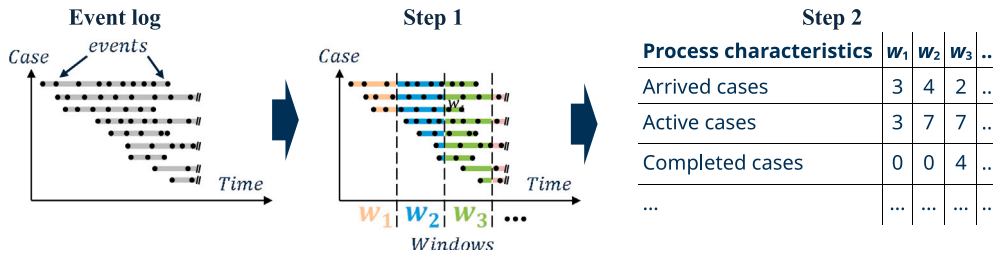 Event log
events
Case
Time
Step 1
Case
w
Time
w1 w2 w3 ...
Windows
Step 2
Process characteristics w1 w2 w3 ..
Arrived cases 3 4 2 ..
Active cases 3 7 7 ..
Completed cases 0 0 4 ..
... ... ... ... ..